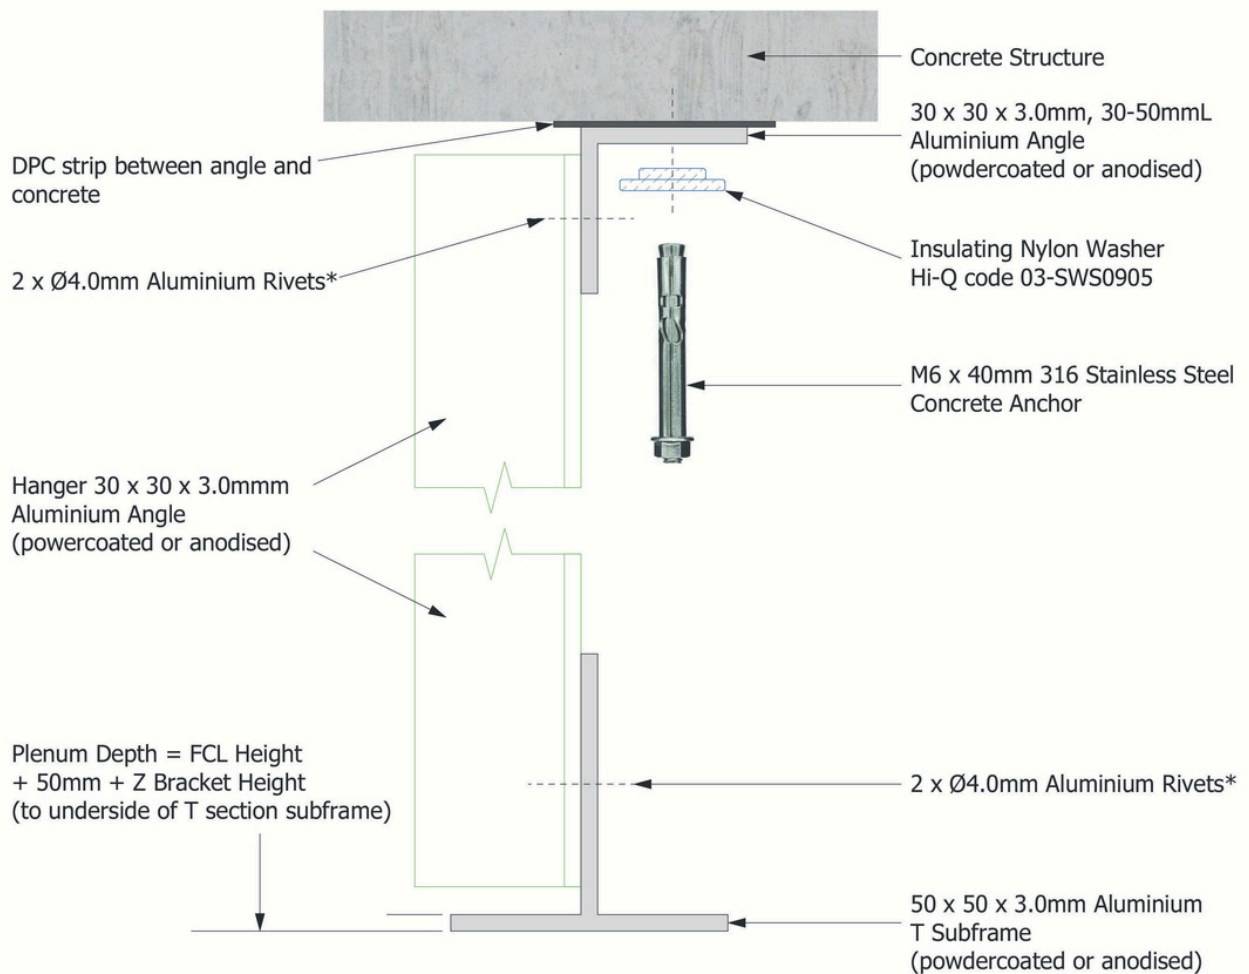 Concrete Structure
30 x 30 x 3.0mm, 30-50mmL
Aluminium Angle
(powdercoated or anodised)
DPC strip between angle and
concrete
Insulating Nylon Washer
Hi-Q code 03-SWS0905
2 x Ø4.0mm Aluminium Rivets*
M6 x 40mm 316 Stainless Steel
Concrete Anchor
Hanger 30 x 30 x 3.0mmm
Aluminium Angle
(powercoated or anodised)
Plenum Depth = FCL Height
+ 50mm + Z Bracket Height
(to underside of T section subframe)
2 x Ø4.0mm Aluminium Rivets*
50 x 50 x 3.0mm Aluminium
T Subframe
(powdercoated or anodised)